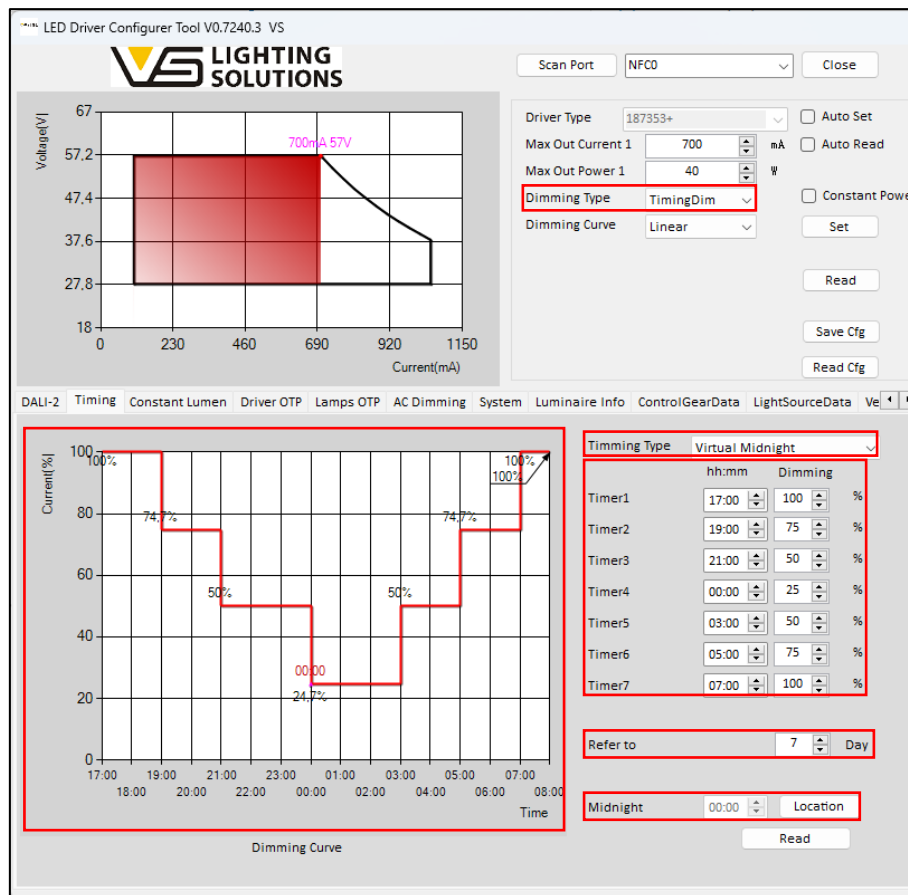 LED Driver Configurer Tool V0.7240.3 VS
VS LIGHTING SOLUTIONS
Scan Port NFC0 Close
Voltage[V]
67
57,2
47,4
37,6
27,8
18
700mA 57V
0 230 460 690 920 1150
Current(mA)
Driver Type 187353+ Auto Set
Max Out Current 1 700 mA Auto Read
Max Out Power 1 40 W
Dimming Type TimingDim Constant Powe
Dimming Curve Linear Set
Read
Save Cfg
Read Cfg
DALI-2 Timing Constant Lumen Driver OTP Lamps OTP AC Dimming System Luminaire Info ControlGearData LightSourceData Ve
Current[%]
100
80
60
40
20
0
100%
74,7%
50%
00:00
24,7%
50%
74,7%
100%
100%
17:00 19:00 21:00 23:00 01:00 03:00 05:00 07:00
18:00 20:00 22:00 00:00 02:00 04:00 06:00 08:00
Time
Dimming Curve
Timming Type Virtual Midnight
hh:mm Dimming
Timer1 17:00 100 %
Timer2 19:00 75 %
Timer3 21:00 50 %
Timer4 00:00 25 %
Timer5 03:00 50 %
Timer6 05:00 75 %
Timer7 07:00 100 %
Refer to 7 Day
Midnight 00:00 Location
Read